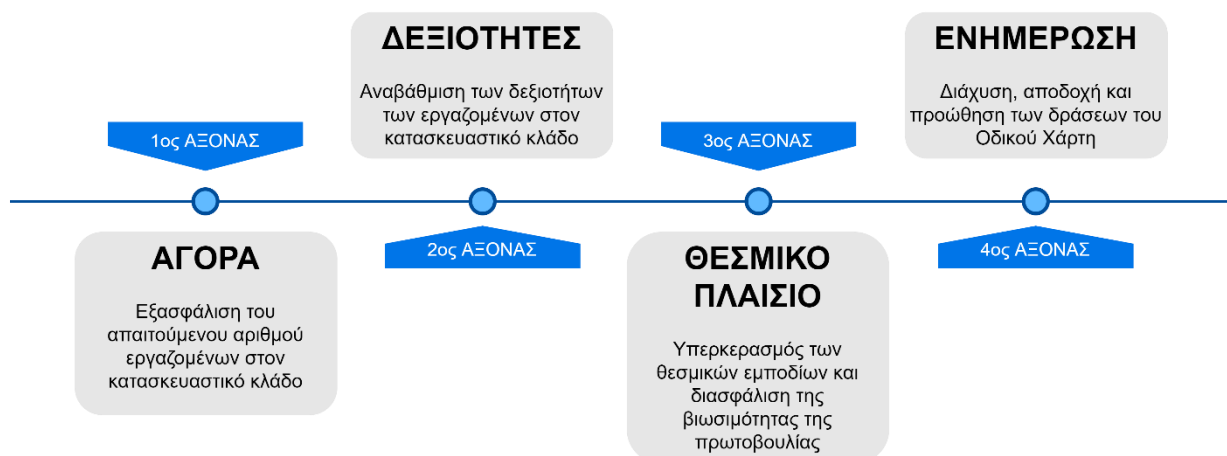 1ος ΑΞΟΝΑΣ
ΑΓΟΡΑ
Εξασφάλιση του
απαιτούμενου αριθμού
εργαζομένων στον
κατασκευαστικό κλάδο
ΔΕΞΙΟΤΗΤΕΣ
Αναβάθμιση των δεξιοτήτων
των εργαζομένων στον
κατασκευαστικό κλάδο
2ος ΑΞΟΝΑΣ
3ος ΑΞΟΝΑΣ
ΘΕΣΜΙΚΟ
ΠΛΑΙΣΙΟ
Υπερκερασμός των
θεσμικών εμποδίων και
διασφάλιση της
βιωσιμότητας της
πρωτοβουλίας
ΕΝΗΜΕΡΩΣΗ
Διάχυση, αποδοχή και
προώθηση των δράσεων του
Οδικού Χάρτη
4ος ΑΞΟΝΑΣ